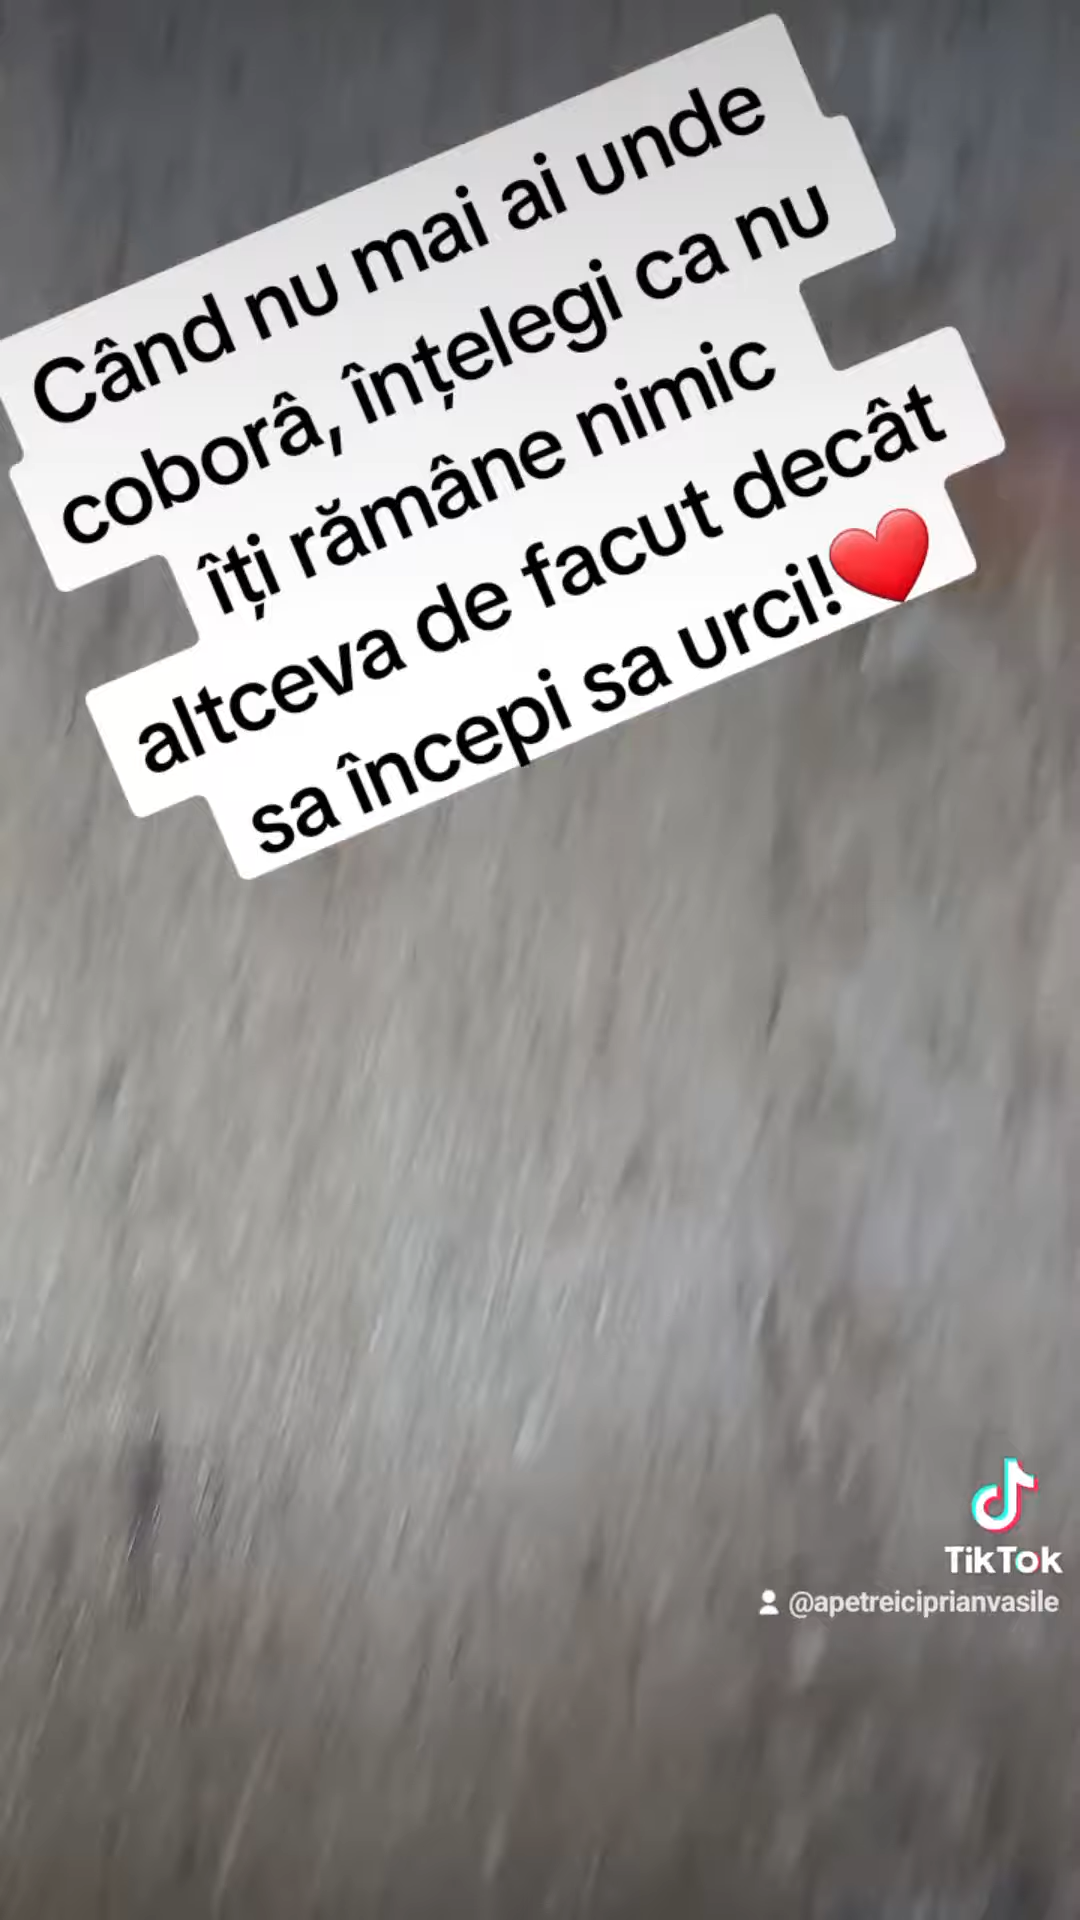 Când nu mai ai unde
coborâ, înțelegi ca nu
îți rămâne nimic
altceva de facut decât
sa începi sa urci!❤️
TikTok
@apetreiciprianvasile